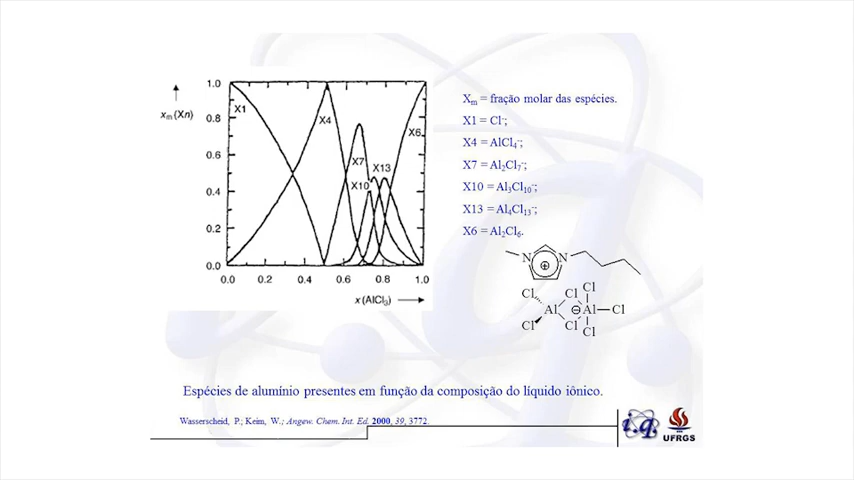 1.0
0.8
0.6
0.4
0.2
0.0
xₘ (Xn)
X1
X4
X6
X7
X13
X10
0.0
0.2
0.4
0.6
0.8
1.0
x (AlCl₃)
Xₘ = fração molar das espécies.
X1 = Cl⁻;
X4 = AlCl₄⁻;
X7 = Al₂Cl₇⁻;
X10 = Al₃Cl₁₀⁻;
X13 = Al₄Cl₁₃⁻;
X6 = Al₂Cl₆.
N N
⊕
Cl Cl Cl
Al ⊖ Al Cl
Cl Cl Cl
Espécies de alumínio presentes em função da composição do líquido iônico.
Wasserscheid, P.; Keim, W.; Angew. Chem. Int. Ed. 2000, 39, 3772.
i.q.
UFRGS